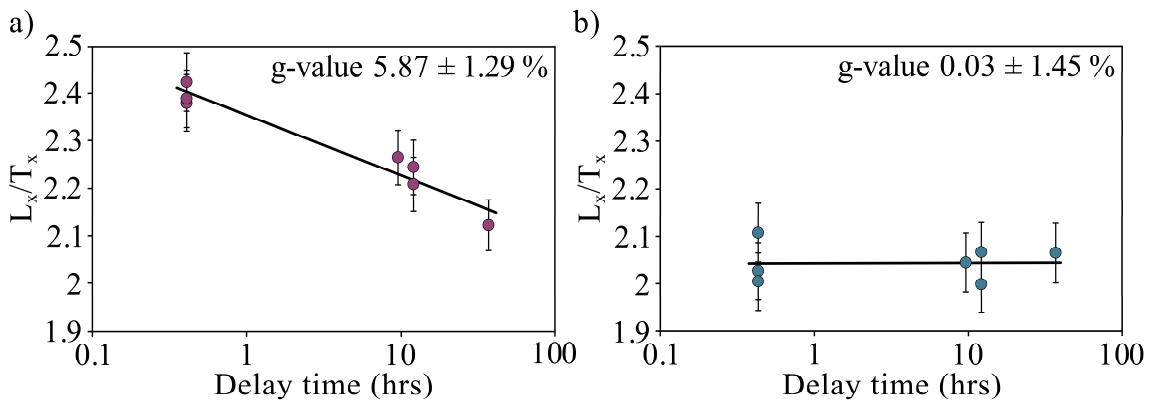 a)
g-value 5.87 ± 1.29 %
2.5
2.4
2.3
2.2
2.1
2
1.9
Lx/Tx
0.1 1 10 100
Delay time (hrs)
b)
g-value 0.03 ± 1.45 %
2.5
2.4
2.3
2.2
2.1
2
1.9
Lx/Tx
0.1 1 10 100
Delay time (hrs)